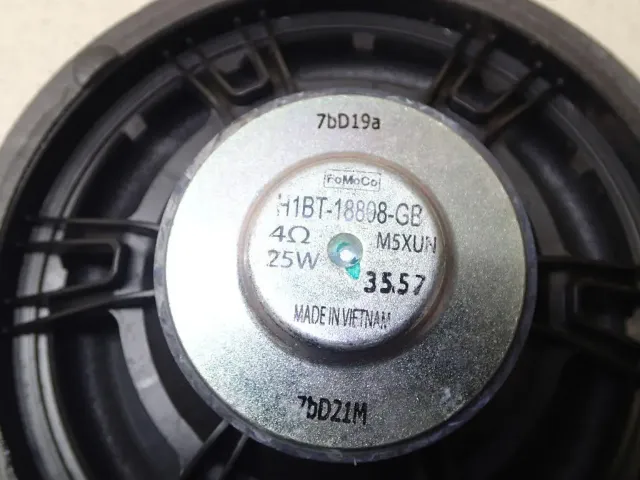 7bD19a
FoMoCo
H1BT-18808-GB
4Ω M5XUN
25W
35.57
MADE IN VIETNAM
7bD21M